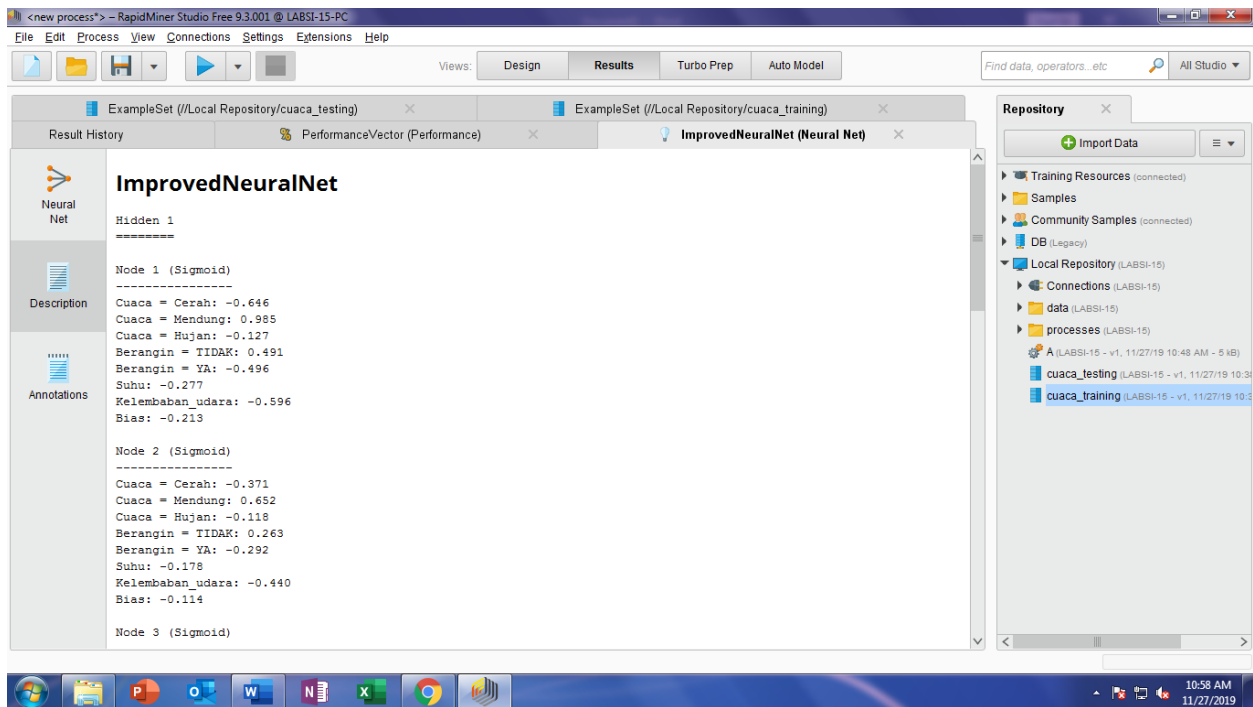 <new process*> – RapidMiner Studio Free 9.3.001 @ LABSI-15-PC
File Edit Process View Connections Settings Extensions Help
Views: Design Results Turbo Prep Auto Model
Find data, operators...etc All Studio
ExampleSet (//Local Repository/cuaca_testing)
ExampleSet (//Local Repository/cuaca_training)
Result History
PerformanceVector (Performance)
ImprovedNeuralNet (Neural Net)
Neural
Net
Description
Annotations
ImprovedNeuralNet
Hidden 1
========
Node 1 (Sigmoid)
----------------
Cuaca = Cerah: -0.646
Cuaca = Mendung: 0.985
Cuaca = Hujan: -0.127
Berangin = TIDAK: 0.491
Berangin = YA: -0.496
Suhu: -0.277
Kelembaban_udara: -0.596
Bias: -0.213
Node 2 (Sigmoid)
----------------
Cuaca = Cerah: -0.371
Cuaca = Mendung: 0.652
Cuaca = Hujan: -0.118
Berangin = TIDAK: 0.263
Berangin = YA: -0.292
Suhu: -0.178
Kelembaban_udara: -0.440
Bias: -0.114
Node 3 (Sigmoid)
Repository
Import Data
Training Resources (connected)
Samples
Community Samples (connected)
DB (Legacy)
Local Repository (LABSI-15)
Connections (LABSI-15)
data (LABSI-15)
processes (LABSI-15)
A (LABSI-15 - v1, 11/27/19 10:48 AM - 5 kB)
cuaca_testing (LABSI-15 - v1, 11/27/19 10:3
cuaca_training (LABSI-15 - v1, 11/27/19 10:3
10:58 AM
11/27/2019